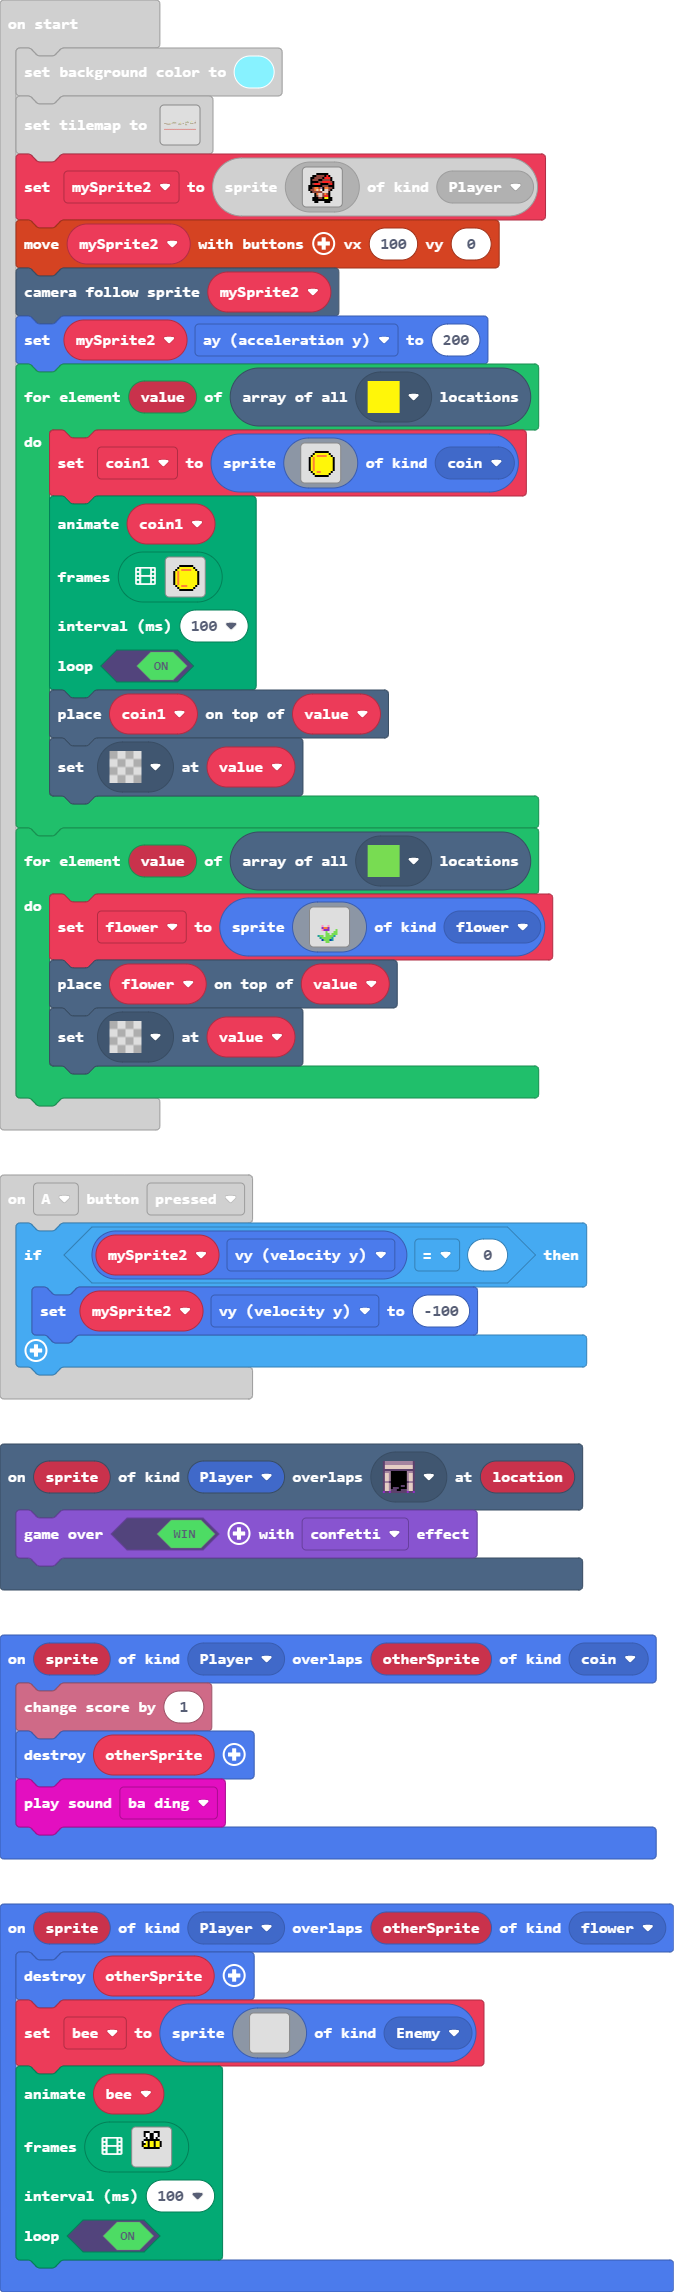 on start
set background color to
set tilemap to
set mySprite2 to sprite of kind Player
move mySprite2 with buttons vx 100 vy 0
camera follow sprite mySprite2
set mySprite2 ay (acceleration y) to 200
for element value of array of all locations
do
set coin1 to sprite of kind coin
animate coin1
frames
interval (ms) 100
loop ON
place coin1 on top of value
set at value
for element value of array of all locations
do
set flower to sprite of kind flower
place flower on top of value
set at value
on A button pressed
if mySprite2 vy (velocity y) = 0 then
set mySprite2 vy (velocity y) to -100
on sprite of kind Player overlaps at location
game over WIN with confetti effect
on sprite of kind Player overlaps otherSprite of kind coin
change score by 1
destroy otherSprite
play sound ba ding
on sprite of kind Player overlaps otherSprite of kind flower
destroy otherSprite
set bee to sprite of kind Enemy
animate bee
frames
interval (ms) 100
loop ON